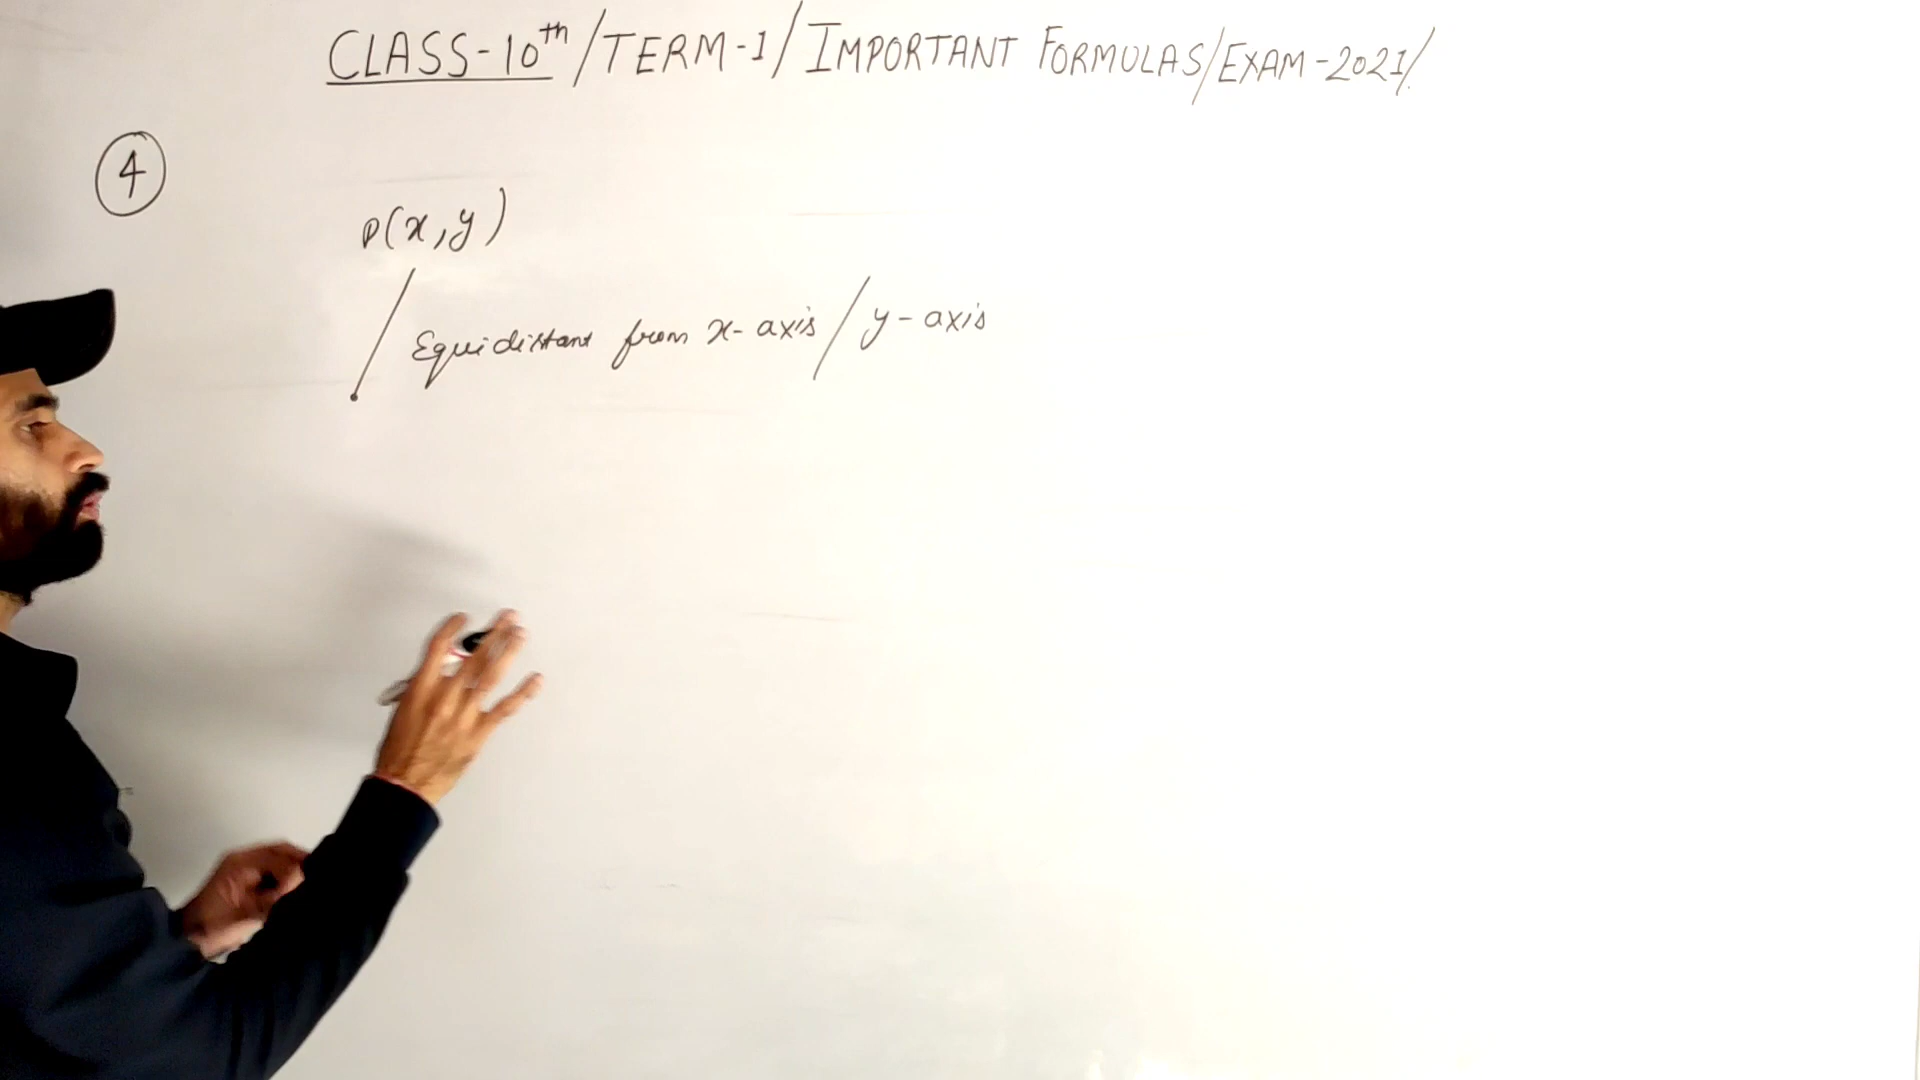 CLASS-10th/TERM-1/IMPORTANT FORMULAS/EXAM-2021/
4
P(x,y)
/ Equidistant from x-axis / y-axis